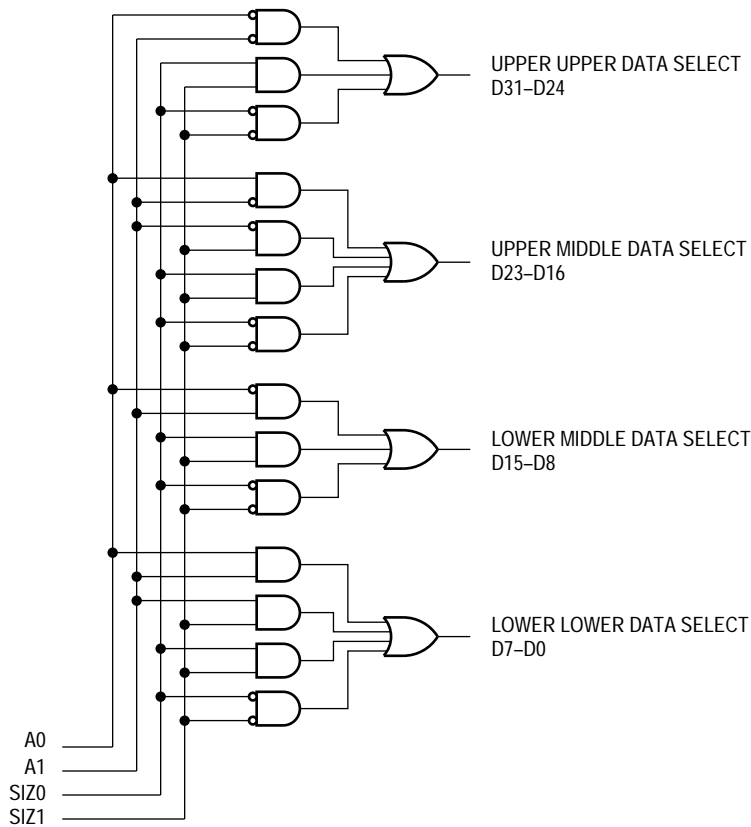 UPPER UPPER DATA SELECT
D31–D24
UPPER MIDDLE DATA SELECT
D23–D16
LOWER MIDDLE DATA SELECT
D15–D8
LOWER LOWER DATA SELECT
D7–D0
A0
A1
SIZ0
SIZ1